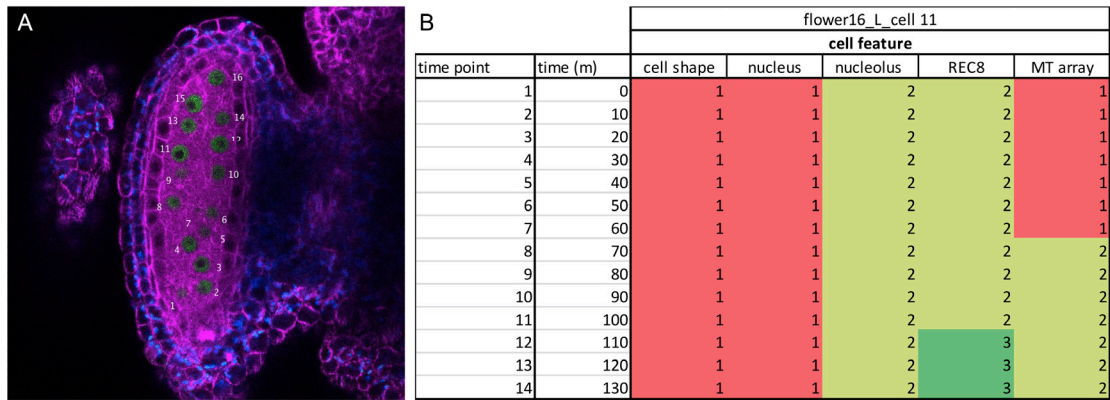 A
16
15
14
13
12
11
10
9
8
7
6
5
4
3
2
1
B
flower16_L_cell 11
cell feature
time point time (m) cell shape nucleus nucleolus REC8 MT array
1 0 1 1 2 2 1
2 10 1 1 2 2 1
3 20 1 1 2 2 1
4 30 1 1 2 2 1
5 40 1 1 2 2 1
6 50 1 1 2 2 1
7 60 1 1 2 2 1
8 70 1 1 2 2 2
9 80 1 1 2 2 2
10 90 1 1 2 2 2
11 100 1 1 2 2 2
12 110 1 1 2 3 2
13 120 1 1 2 3 2
14 130 1 1 2 3 2